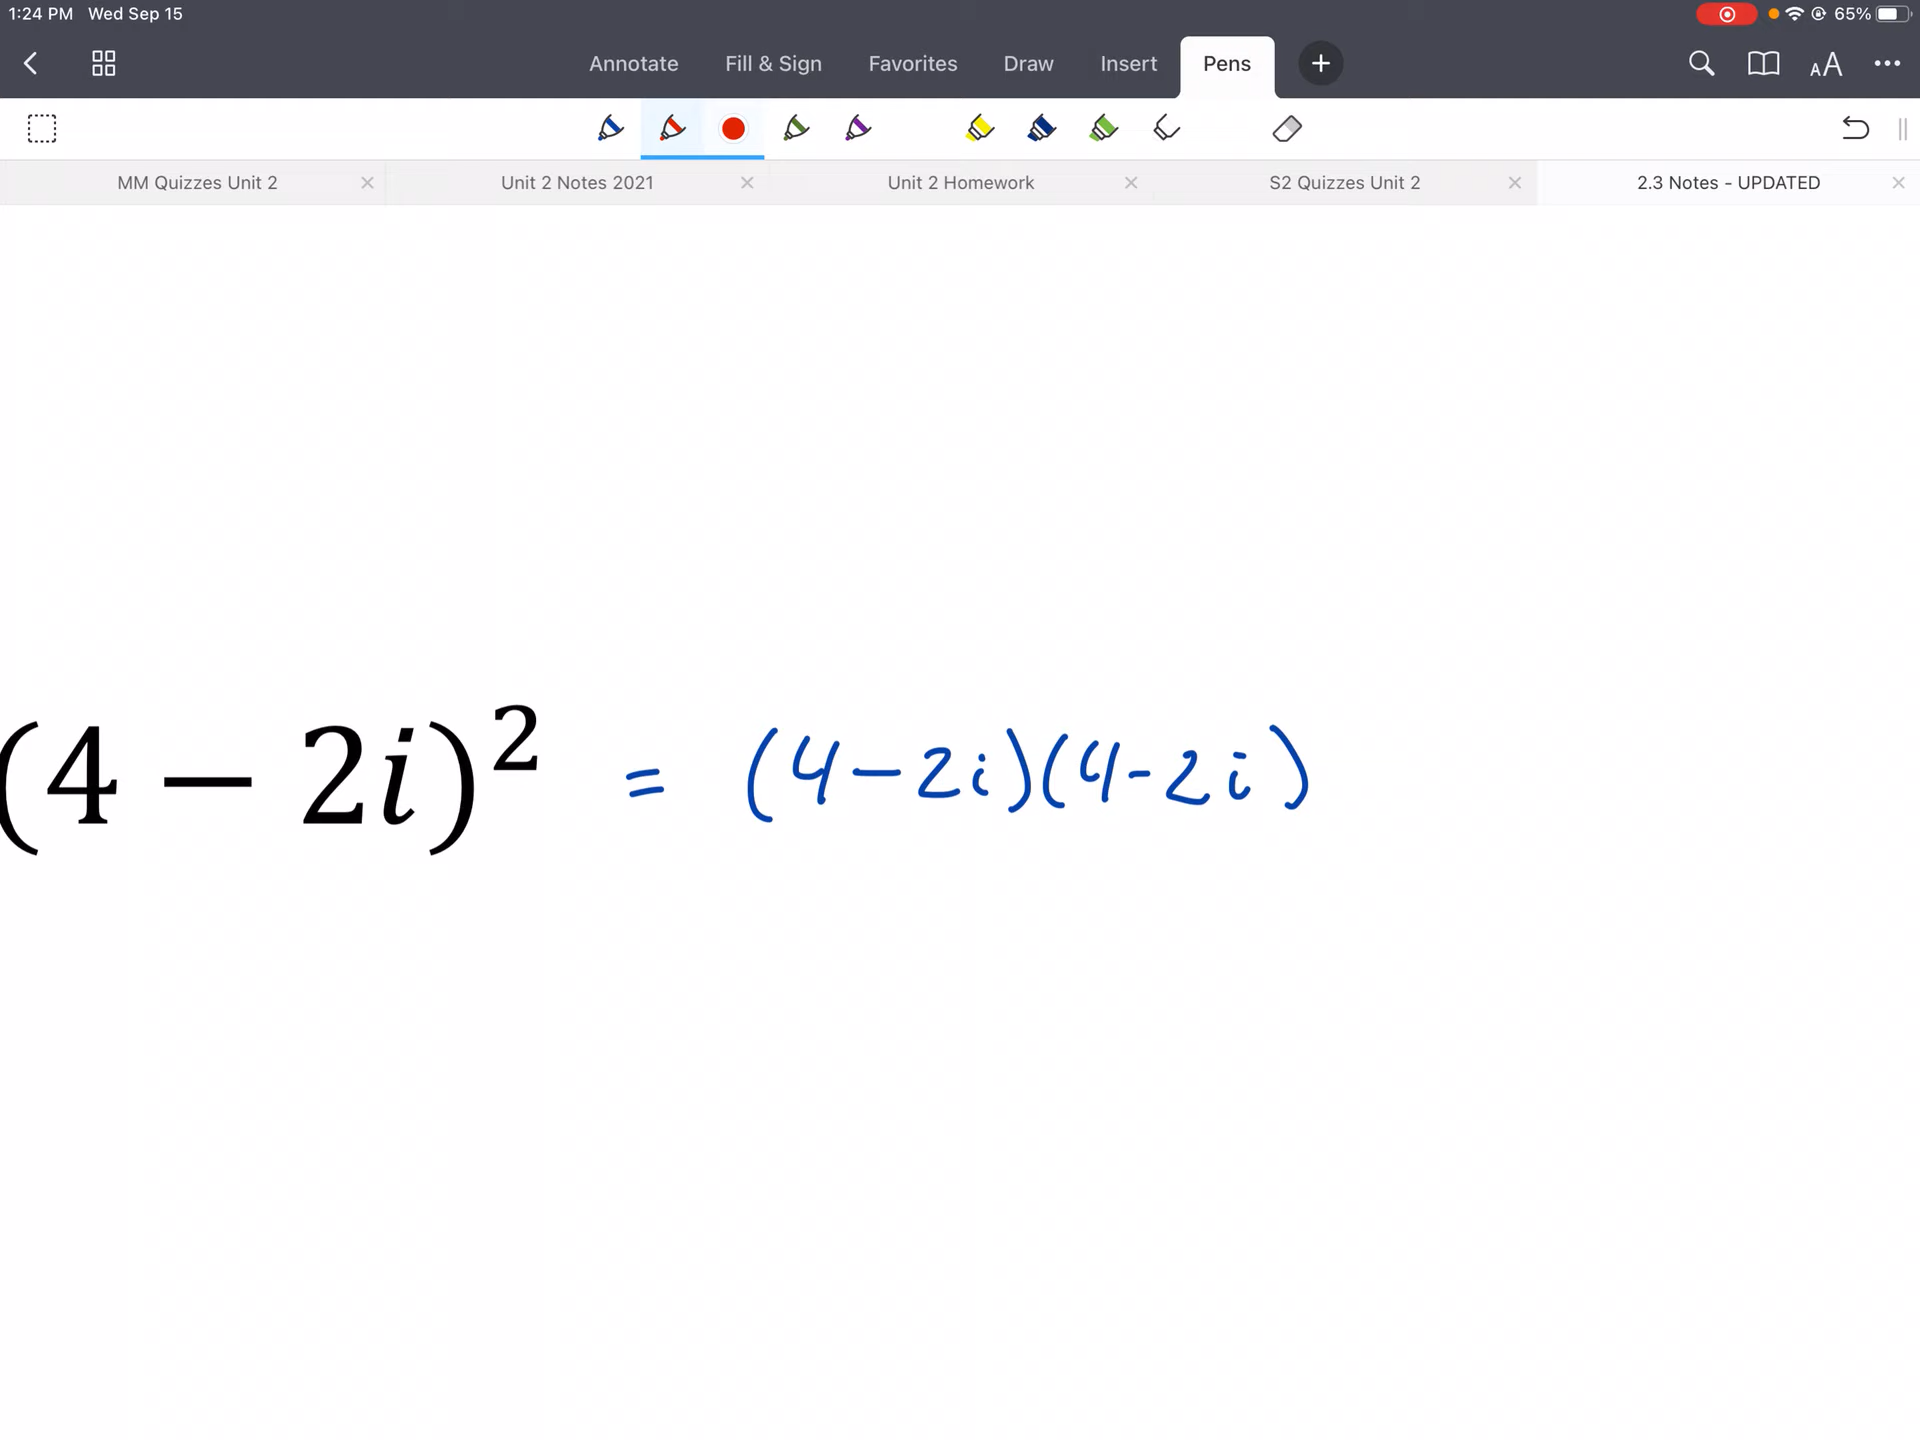 1:24 PM Wed Sep 15 65%
Annotate Fill & Sign Favorites Draw Insert Pens + AA
MM Quizzes Unit 2 Unit 2 Notes 2021 Unit 2 Homework S2 Quizzes Unit 2 2.3 Notes - UPDATED
(4 − 2i)² = (4-2i)(4-2i)